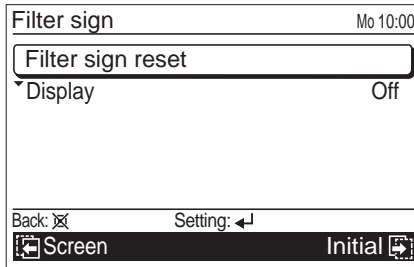 Filter sign Mo 10:00
Filter sign reset
Display Off
Back: Setting:
Screen Initial